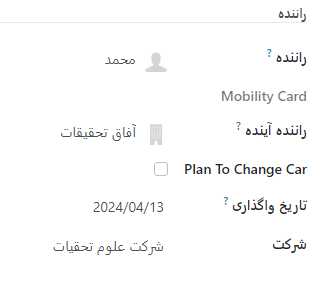 راننده
راننده ? محمد
Mobility Card
راننده آینده ? آفاق تحقیقات
Plan To Change Car
تاریخ واگذاری ? 2024/04/13
شرکت شرکت علوم تحقیات